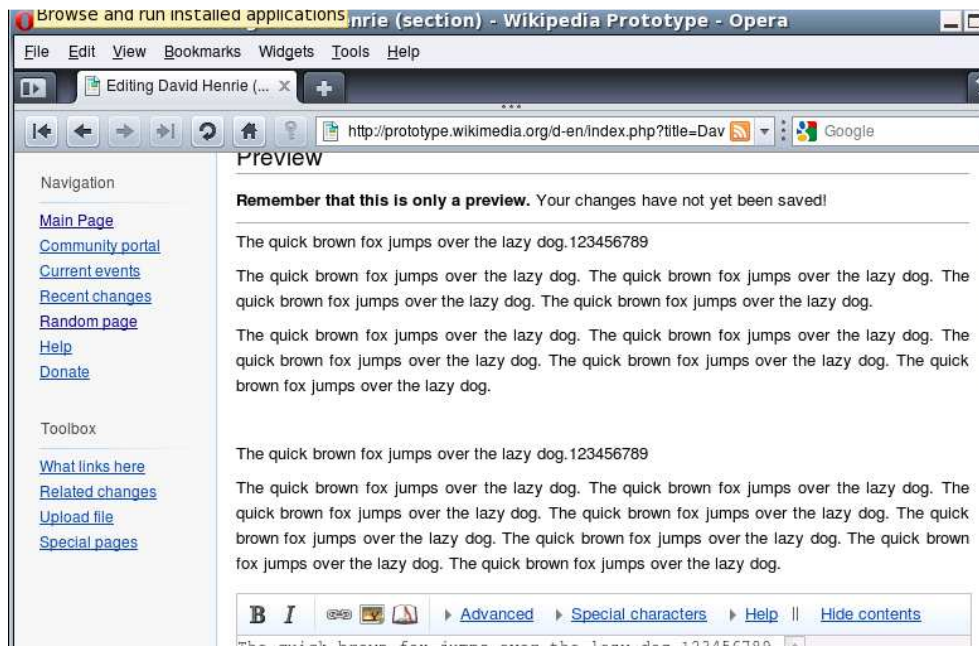 Browse and run installed applications
enrie (section) - Wikipedia Prototype - Opera
File Edit View Bookmarks Widgets Tools Help
Editing David Henrie (...
http://prototype.wikimedia.org/d-en/index.php?title=Dav
Google
Navigation
Main Page
Community portal
Current events
Recent changes
Random page
Help
Donate
Toolbox
What links here
Related changes
Upload file
Special pages
Preview
Remember that this is only a preview. Your changes have not yet been saved!
The quick brown fox jumps over the lazy dog.123456789
The quick brown fox jumps over the lazy dog. The quick brown fox jumps over the lazy dog. The
quick brown fox jumps over the lazy dog. The quick brown fox jumps over the lazy dog.
The quick brown fox jumps over the lazy dog. The quick brown fox jumps over the lazy dog. The
quick brown fox jumps over the lazy dog. The quick brown fox jumps over the lazy dog. The quick
brown fox jumps over the lazy dog.
The quick brown fox jumps over the lazy dog.123456789
The quick brown fox jumps over the lazy dog. The quick brown fox jumps over the lazy dog. The
quick brown fox jumps over the lazy dog. The quick brown fox jumps over the lazy dog. The quick
brown fox jumps over the lazy dog. The quick brown fox jumps over the lazy dog. The quick brown
fox jumps over the lazy dog. The quick brown fox jumps over the lazy dog.
B I Advanced Special characters Help || Hide contents
The quick brown fox jumps over the lazy dog.123456789